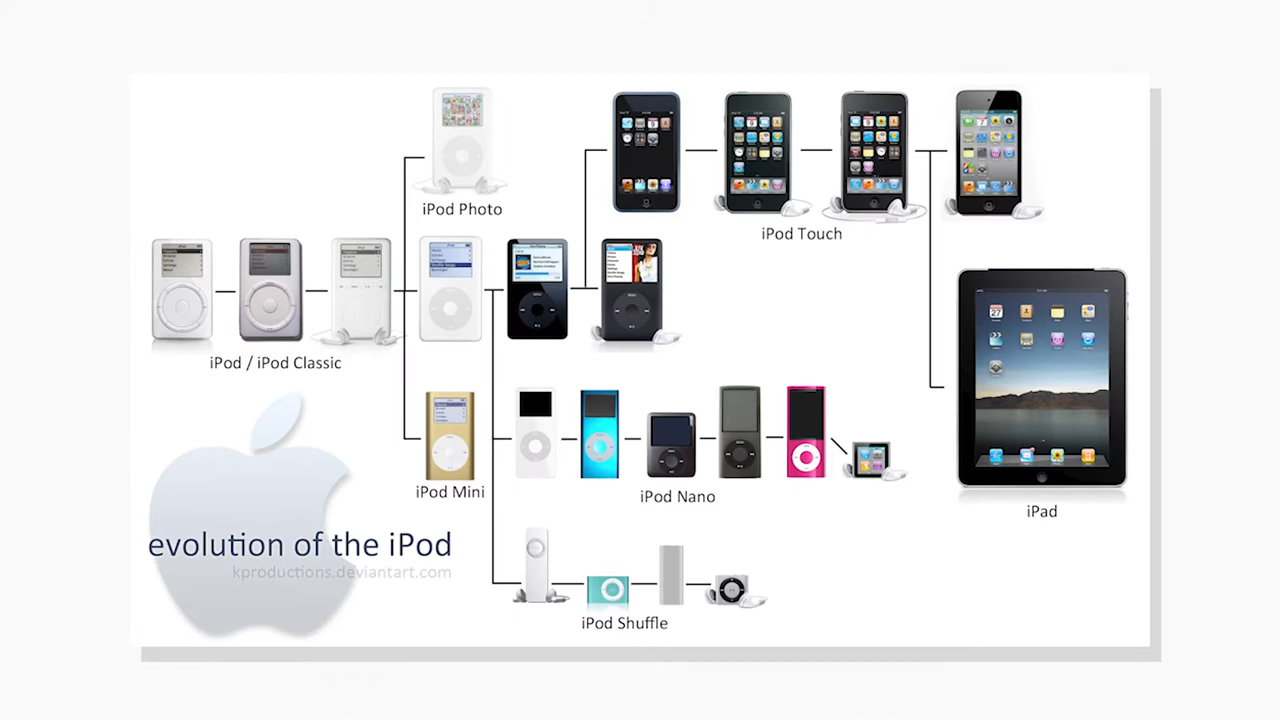 iPod Photo
iPod Touch
iPod / iPod Classic
iPod Mini
iPod Nano
iPad
evolution of the iPod
kproductions.deviantart.com
iPod Shuffle